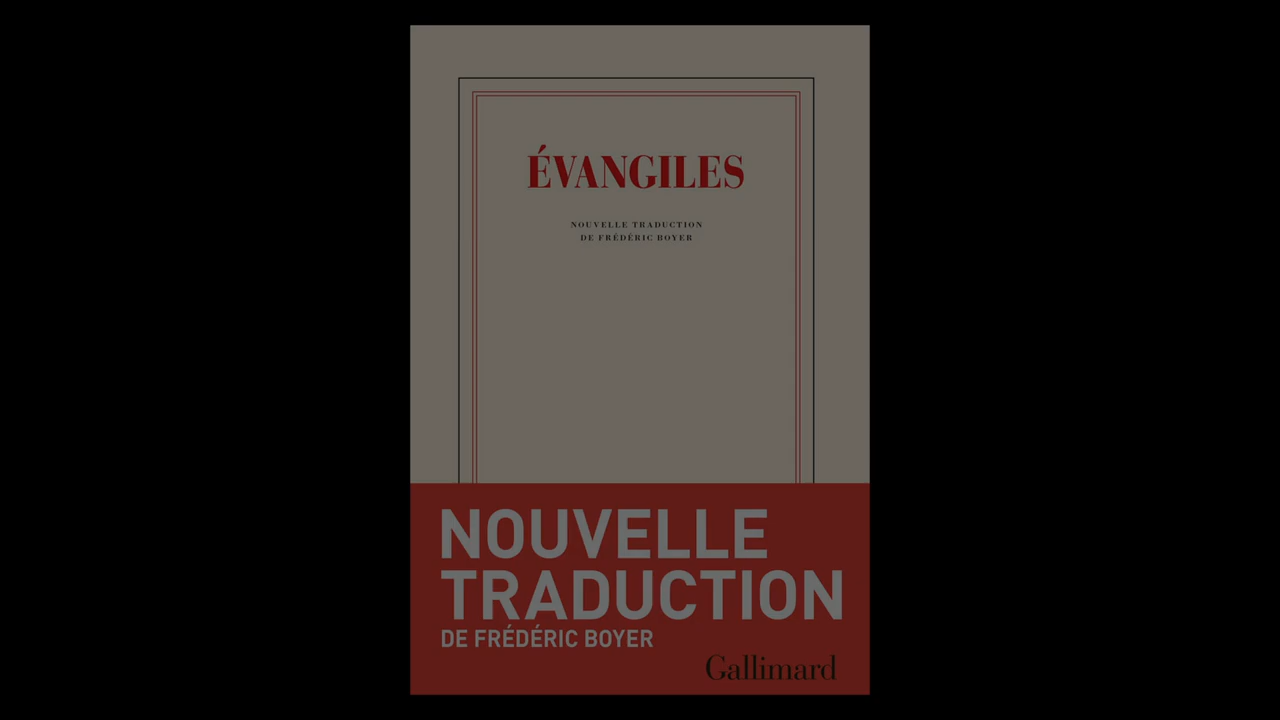 ÉVANGILES
NOUVELLE TRADUCTION
DE FRÉDÉRIC BOYER
NOUVELLE
TRADUCTION
DE FRÉDÉRIC BOYER
Gallimard